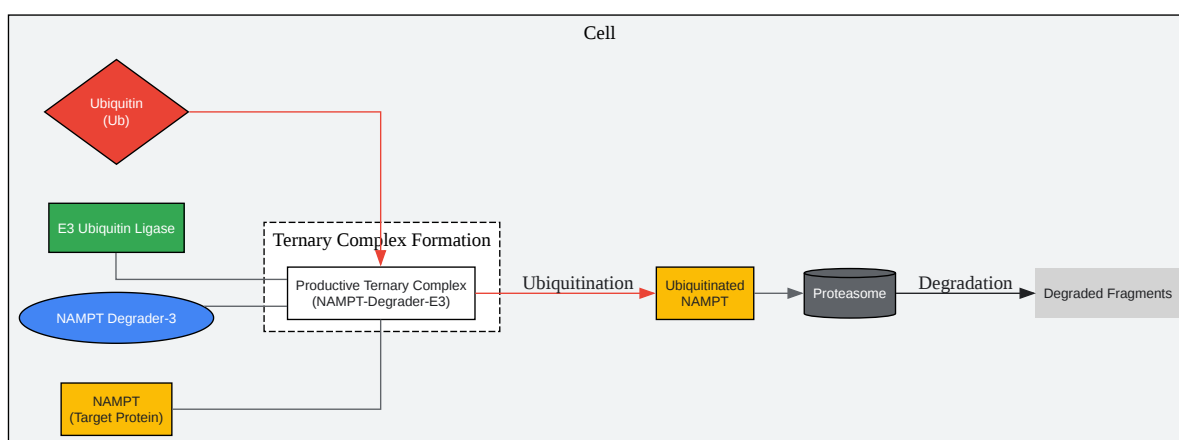 Cell
Ubiquitin
(Ub)
E3 Ubiquitin Ligase
Ternary Complex Formation
Productive Ternary Complex
(NAMPT-Degrader-E3)
NAMPT Degrader-3
NAMPT
(Target Protein)
Ubiquitination
Ubiquitinated
NAMPT
Proteasome
Degradation
Degraded Fragments